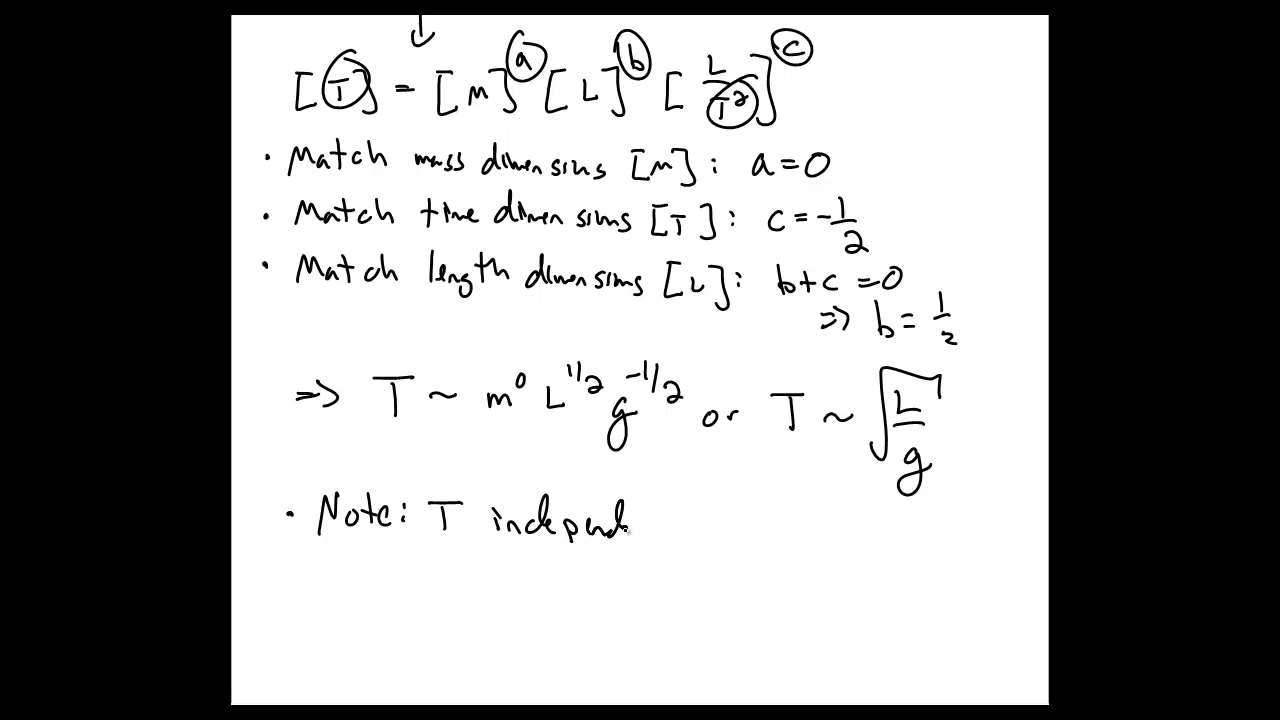 [T] = [M]^a [L]^b [L/T^2]^c
• Match mass dimensions [M]: a = 0
• Match time dimensions [T]: c = -1/2
• Match length dimensions [L]: b + c = 0
⇒ b = 1/2
⇒ T ~ m^0 L^1/2 g^-1/2 or T ~ √(L/g)
• Note: T independ